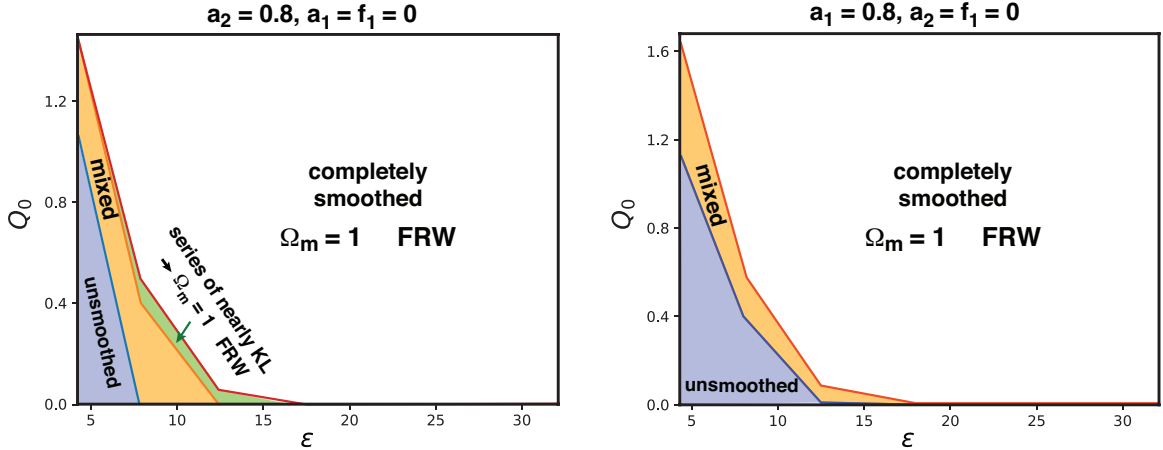 a₂ = 0.8, a₁ = f₁ = 0
Q₀
1.2
0.8
0.4
0.0
mixed
unsmoothed
completely
smoothed
Ωₘ = 1 FRW
series of nearly KL
→ Ωₘ = 1 FRW
5
10
15
20
25
30
ε
a₁ = 0.8, a₂ = f₁ = 0
Q₀
1.6
1.2
0.8
0.4
0.0
mixed
unsmoothed
completely
smoothed
Ωₘ = 1 FRW
5
10
15
20
25
30
ε